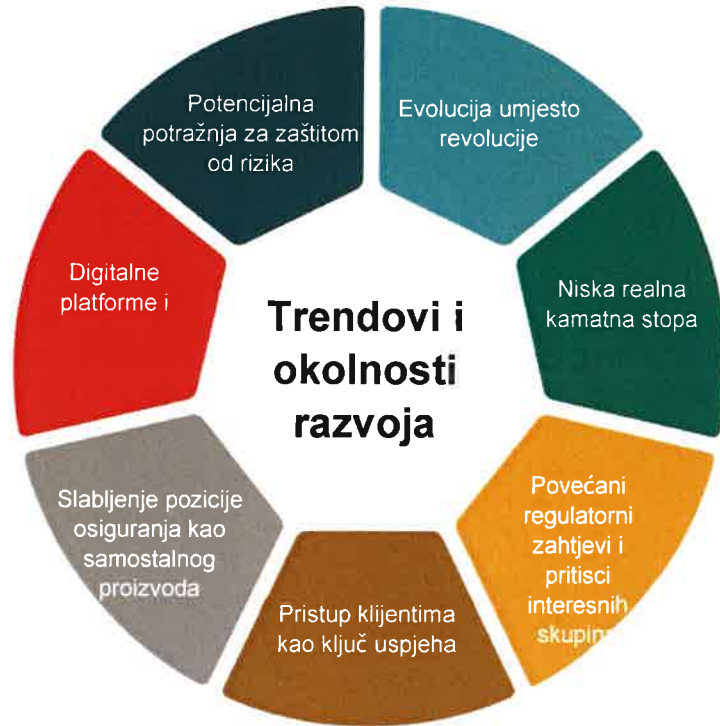 Trendovi i
okolnosti
razvoja
Evolucija umjesto
revolucije
Niska realna
kamatna stopa
Povećani
regulatorni
zahtjevi i
pritisci
interesnih
skupina
Pristup klijentima
kao ključ uspjeha
Slabljenje pozicije
osiguranja kao
samostalnog
proizvoda
Digitalne
platforme i
Potencijalna
potražnja za zaštitom
od rizika